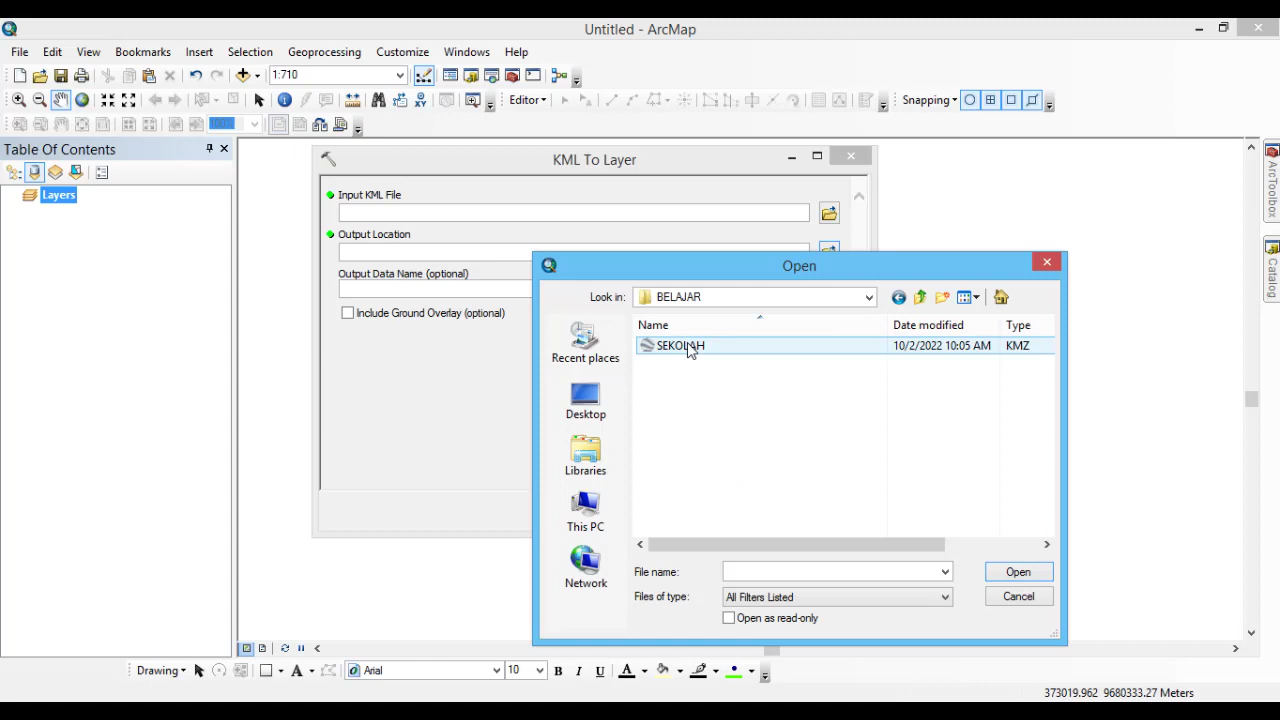 Untitled - ArcMap
File Edit View Bookmarks Insert Selection Geoprocessing Customize Windows Help
1:710
Editor Snapping
100%
Table Of Contents
Layers
KML To Layer
Input KML File
Output Location
Output Data Name (optional)
Include Ground Overlay (optional)
Open
Look in: BELAJAR
Name Date modified Type
SEKOLAH 10/2/2022 10:05 AM KMZ
Recent places
Desktop
Libraries
This PC
Network
File name: Open
Files of type: All Filters Listed Cancel
Open as read-only
ArcToolbox
Catalog
Drawing A Arial 10 B I U A
373019.962 9680333.27 Meters